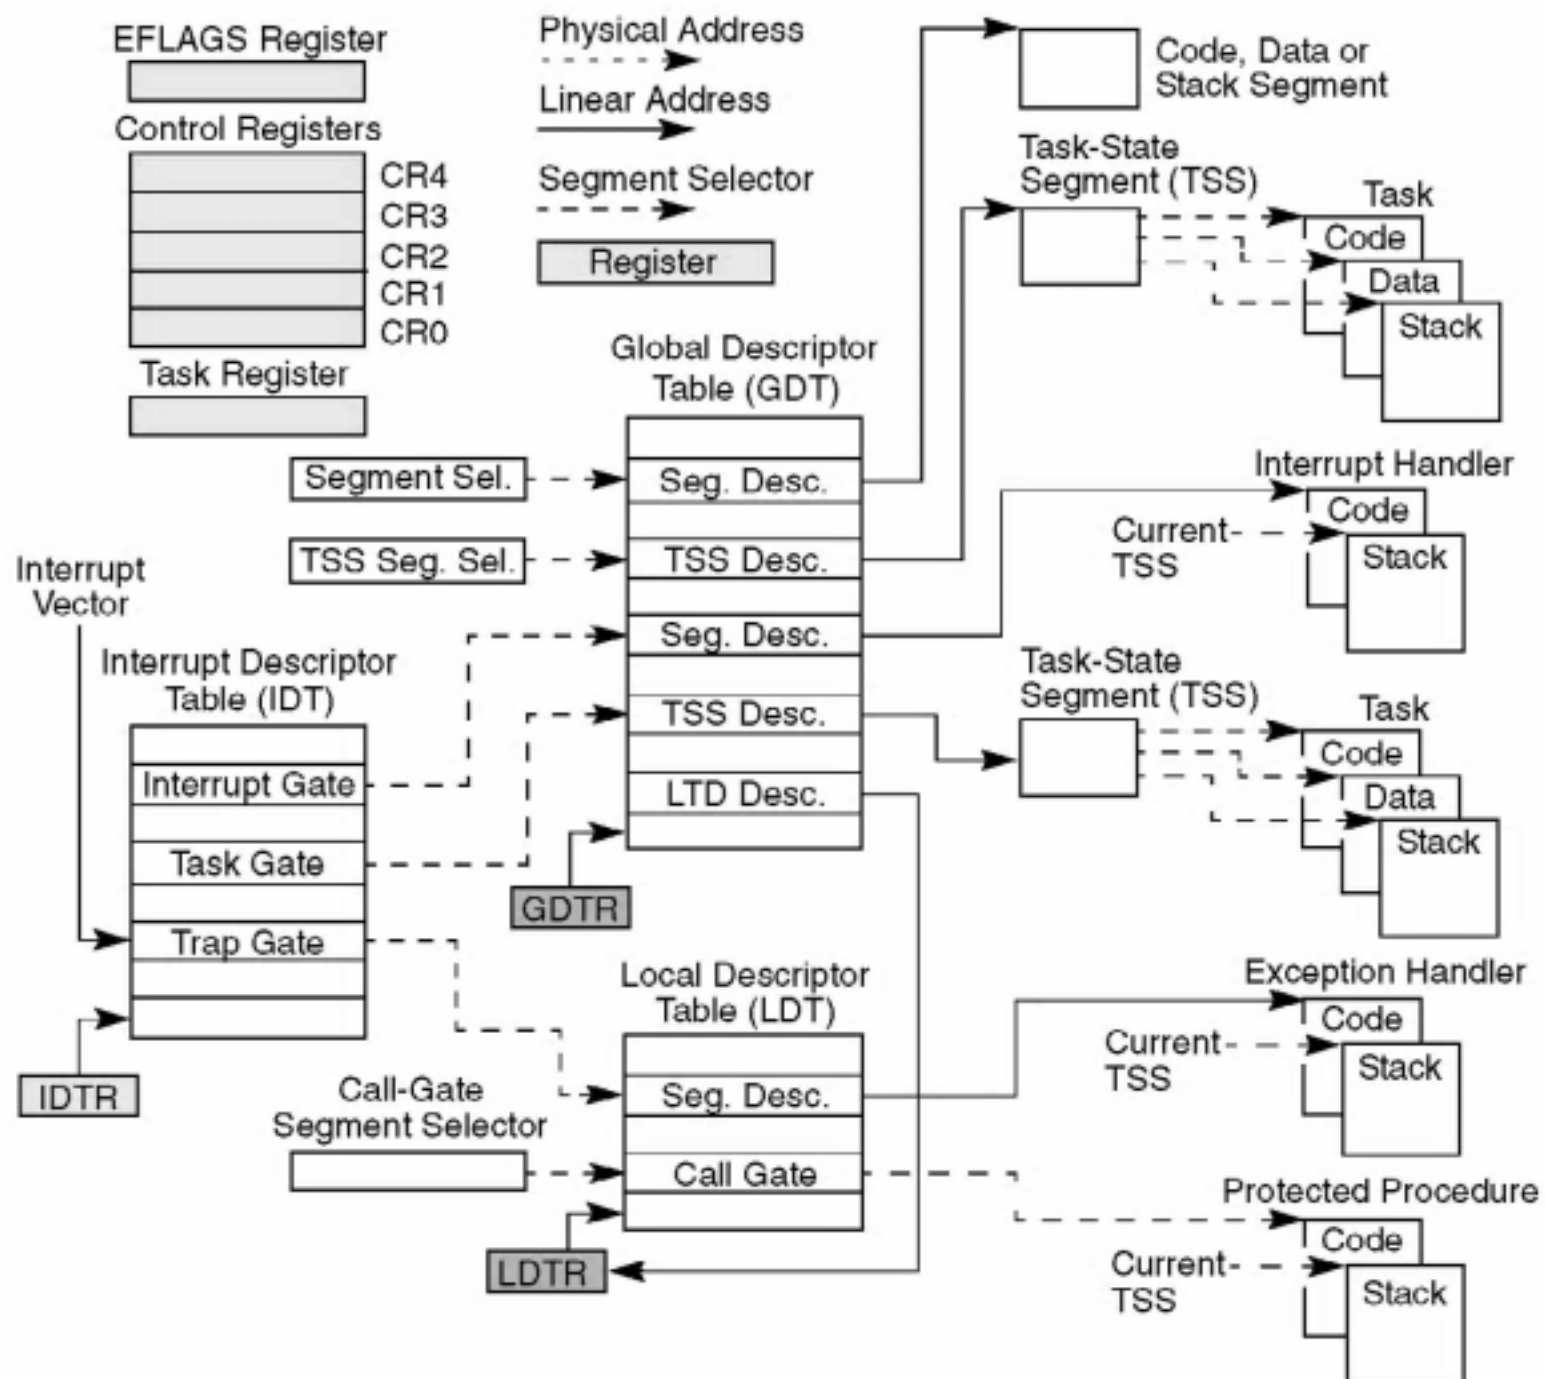 EFLAGS Register
Control Registers
CR4
CR3
CR2
CR1
CR0
Task Register
Physical Address
Linear Address
Segment Selector
Register
Code, Data or
Stack Segment
Task-State
Segment (TSS)
Task
Code
Data
Stack
Global Descriptor
Table (GDT)
Segment Sel.
Seg. Desc.
TSS Seg. Sel.
TSS Desc.
Seg. Desc.
TSS Desc.
LTD Desc.
GDTR
Interrupt Handler
Code
Current
TSS
Stack
Interrupt
Vector
Interrupt Descriptor
Table (IDT)
Interrupt Gate
Task Gate
Trap Gate
IDTR
Task-State
Segment (TSS)
Task
Code
Data
Stack
Local Descriptor
Table (LDT)
Call-Gate
Segment Selector
Seg. Desc.
Call Gate
LDTR
Exception Handler
Code
Current
TSS
Stack
Protected Procedure
Code
Current
TSS
Stack